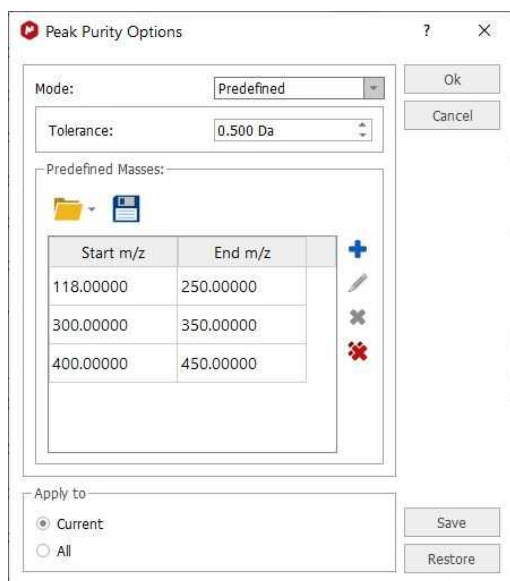 Peak Purity Options
?
Mode:
Predefined
Ok
Tolerance:
0.500 Da
Cancel
Predefined Masses:
Start m/z End m/z
118.00000 250.00000
300.00000 350.00000
400.00000 450.00000
Apply to
Current
All
Save
Restore